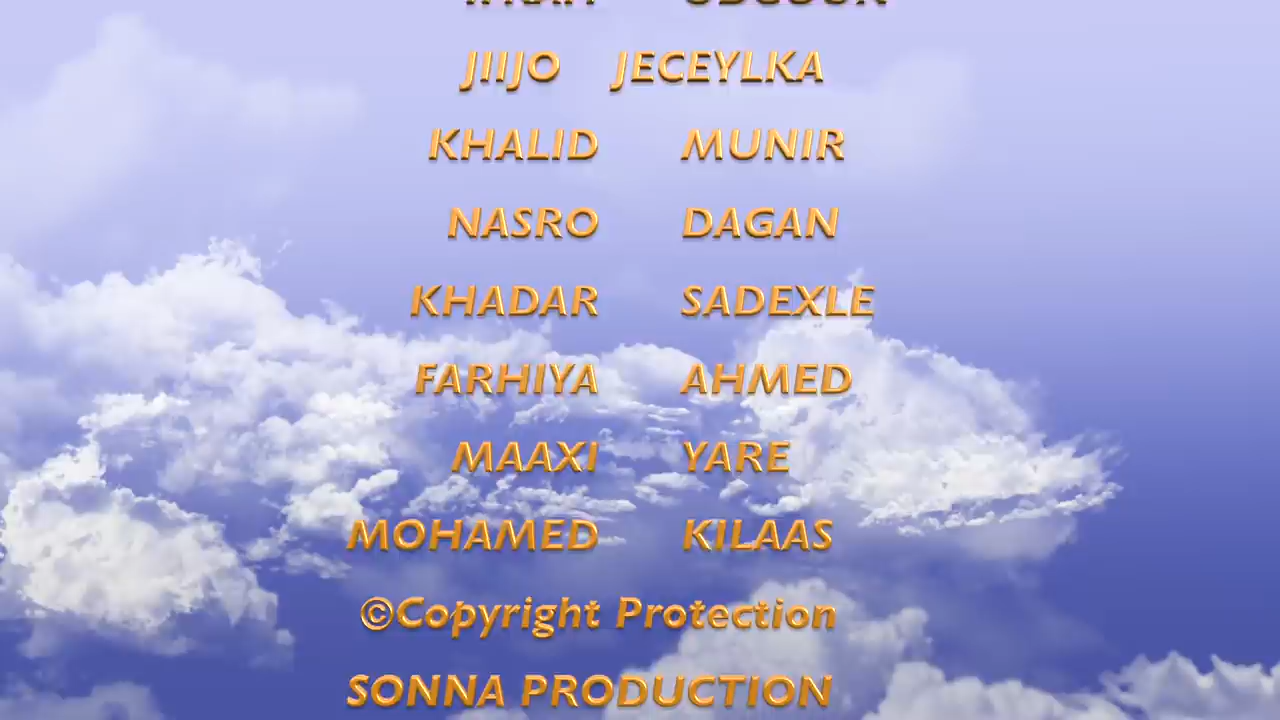 JIIJO JECEYLKA
KHALID MUNIR
NASRO DAGAN
KHADAR SADEXLE
FARHIYA AHMED
MAAXI YARE
MOHAMED KILAAS
©Copyright Protection
SONNA PRODUCTION